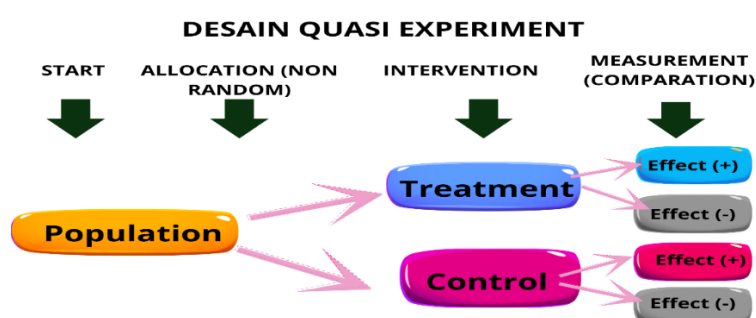 DESAIN QUASI EXPERIMENT
START
ALLOCATION (NON
RANDOM)
INTERVENTION
MEASUREMENT
(COMPARATION)
Population
Treatment
Control
Effect (+)
Effect (-)
Effect (+)
Effect (-)